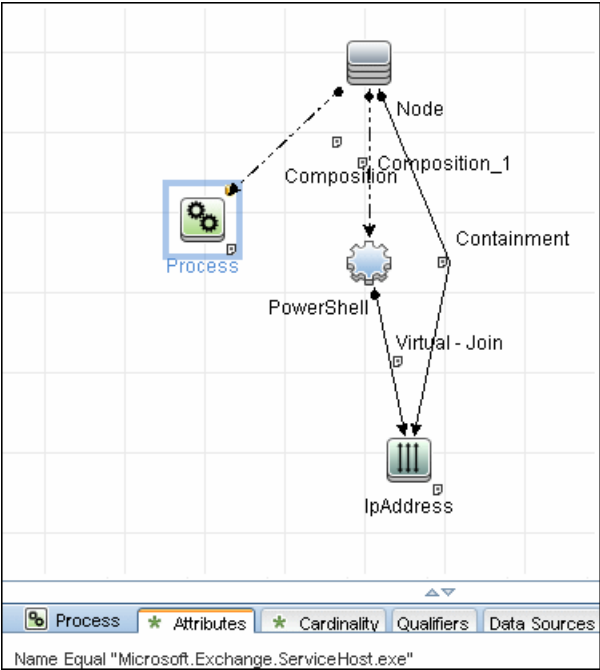 Node
Composition_1
Composition
Containment
Process
PowerShell
Virtual - Join
IpAddress
Process Attributes Cardinality Qualifiers Data Sources
Name Equal "Microsoft.Exchange.ServiceHost.exe"